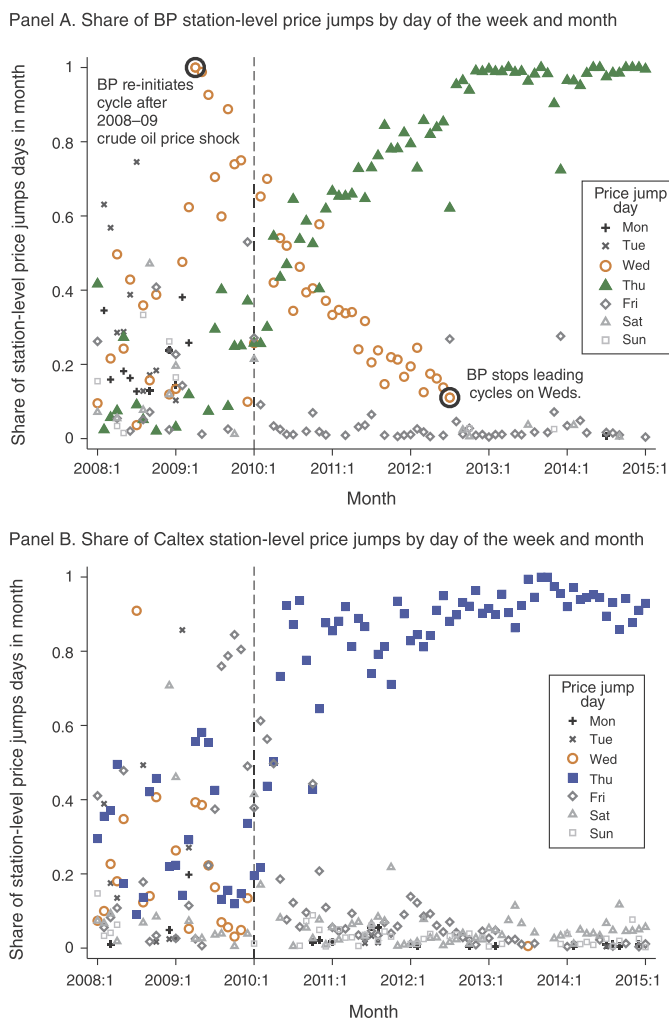 Panel A. Share of BP station-level price jumps by day of the week and month
Share of station-level price jumps days in month
1
0.8
0.6
0.4
0.2
0
BP re-initiates
cycle after
2008–09
crude oil price shock
Price jump
day
Mon
Tue
Wed
Thu
Fri
Sat
Sun
BP stops leading
cycles on Weds.
2008:1 2009:1 2010:1 2011:1 2012:1 2013:1 2014:1 2015:1
Month
Panel B. Share of Caltex station-level price jumps by day of the week and month
Share of station-level price jumps days in month
1
0.8
0.6
0.4
0.2
0
Price jump
day
Mon
Tue
Wed
Thu
Fri
Sat
Sun
2008:1 2009:1 2010:1 2011:1 2012:1 2013:1 2014:1 2015:1
Month